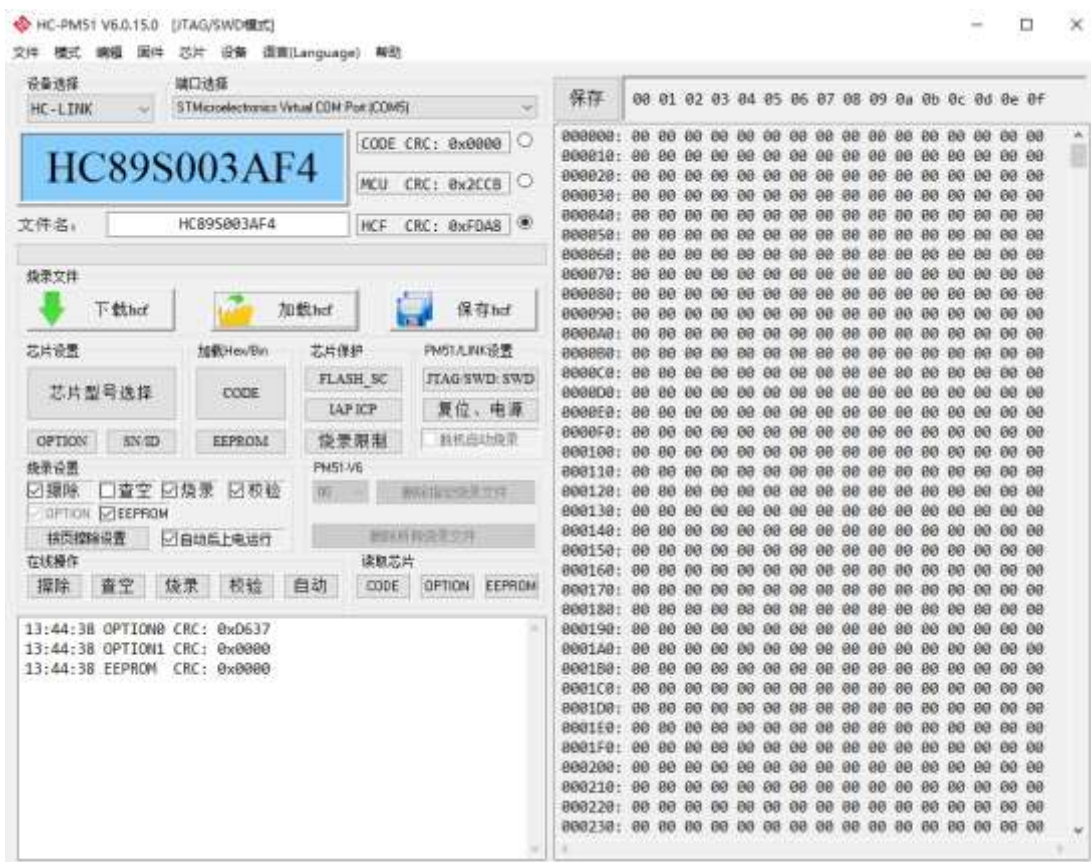 HC-PM51 V6.0.15.0 [JTAG/SWD模式]
文件 模式 编辑 固件 芯片 设备 语言(Language) 帮助
设备选择 端口选择
HC-LINK STMicroelectronics Virtual COM Port (COM5)
HC89S003AF4
CODE CRC: 0x0000
MCU CRC: 0x2CCB
文件名: HC89S003AF4 HCF CRC: 0xFDA8
烧录文件
下载hcf 加载hcf 保存hcf
芯片设置 加载Hex/Bin 芯片保护 PM51/LINK设置
芯片型号选择 CODE FLASH_SC JTAG/SWD: SWD
IAP ICP 复位、电源
OPTION SN/ID EEPROM 烧录限制 脱机自动烧录
烧录设置 PM51-V6
擦除 查空 烧录 校验 00 删除指定烧录文件
OPTION EEPROM
按页擦除设置 自动后上电运行 删除所有烧录文件
在线操作 读取芯片
擦除 查空 烧录 校验 自动 CODE OPTION EEPROM
13:44:38 OPTION0 CRC: 0xD637
13:44:38 OPTION1 CRC: 0x0000
13:44:38 EEPROM CRC: 0x0000
保存 00 01 02 03 04 05 06 07 08 09 0a 0b 0c 0d 0e 0f
000000: 00 00 00 00 00 00 00 00 00 00 00 00 00 00 00 00
000010: 00 00 00 00 00 00 00 00 00 00 00 00 00 00 00 00
000020: 00 00 00 00 00 00 00 00 00 00 00 00 00 00 00 00
000030: 00 00 00 00 00 00 00 00 00 00 00 00 00 00 00 00
000040: 00 00 00 00 00 00 00 00 00 00 00 00 00 00 00 00
000050: 00 00 00 00 00 00 00 00 00 00 00 00 00 00 00 00
000060: 00 00 00 00 00 00 00 00 00 00 00 00 00 00 00 00
000070: 00 00 00 00 00 00 00 00 00 00 00 00 00 00 00 00
000080: 00 00 00 00 00 00 00 00 00 00 00 00 00 00 00 00
000090: 00 00 00 00 00 00 00 00 00 00 00 00 00 00 00 00
0000A0: 00 00 00 00 00 00 00 00 00 00 00 00 00 00 00 00
0000B0: 00 00 00 00 00 00 00 00 00 00 00 00 00 00 00 00
0000C0: 00 00 00 00 00 00 00 00 00 00 00 00 00 00 00 00
0000D0: 00 00 00 00 00 00 00 00 00 00 00 00 00 00 00 00
0000E0: 00 00 00 00 00 00 00 00 00 00 00 00 00 00 00 00
0000F0: 00 00 00 00 00 00 00 00 00 00 00 00 00 00 00 00
000100: 00 00 00 00 00 00 00 00 00 00 00 00 00 00 00 00
000110: 00 00 00 00 00 00 00 00 00 00 00 00 00 00 00 00
000120: 00 00 00 00 00 00 00 00 00 00 00 00 00 00 00 00
000130: 00 00 00 00 00 00 00 00 00 00 00 00 00 00 00 00
000140: 00 00 00 00 00 00 00 00 00 00 00 00 00 00 00 00
000150: 00 00 00 00 00 00 00 00 00 00 00 00 00 00 00 00
000160: 00 00 00 00 00 00 00 00 00 00 00 00 00 00 00 00
000170: 00 00 00 00 00 00 00 00 00 00 00 00 00 00 00 00
000180: 00 00 00 00 00 00 00 00 00 00 00 00 00 00 00 00
000190: 00 00 00 00 00 00 00 00 00 00 00 00 00 00 00 00
0001A0: 00 00 00 00 00 00 00 00 00 00 00 00 00 00 00 00
0001B0: 00 00 00 00 00 00 00 00 00 00 00 00 00 00 00 00
0001C0: 00 00 00 00 00 00 00 00 00 00 00 00 00 00 00 00
0001D0: 00 00 00 00 00 00 00 00 00 00 00 00 00 00 00 00
0001E0: 00 00 00 00 00 00 00 00 00 00 00 00 00 00 00 00
0001F0: 00 00 00 00 00 00 00 00 00 00 00 00 00 00 00 00
000200: 00 00 00 00 00 00 00 00 00 00 00 00 00 00 00 00
000210: 00 00 00 00 00 00 00 00 00 00 00 00 00 00 00 00
000220: 00 00 00 00 00 00 00 00 00 00 00 00 00 00 00 00
000230: 00 00 00 00 00 00 00 00 00 00 00 00 00 00 00 00